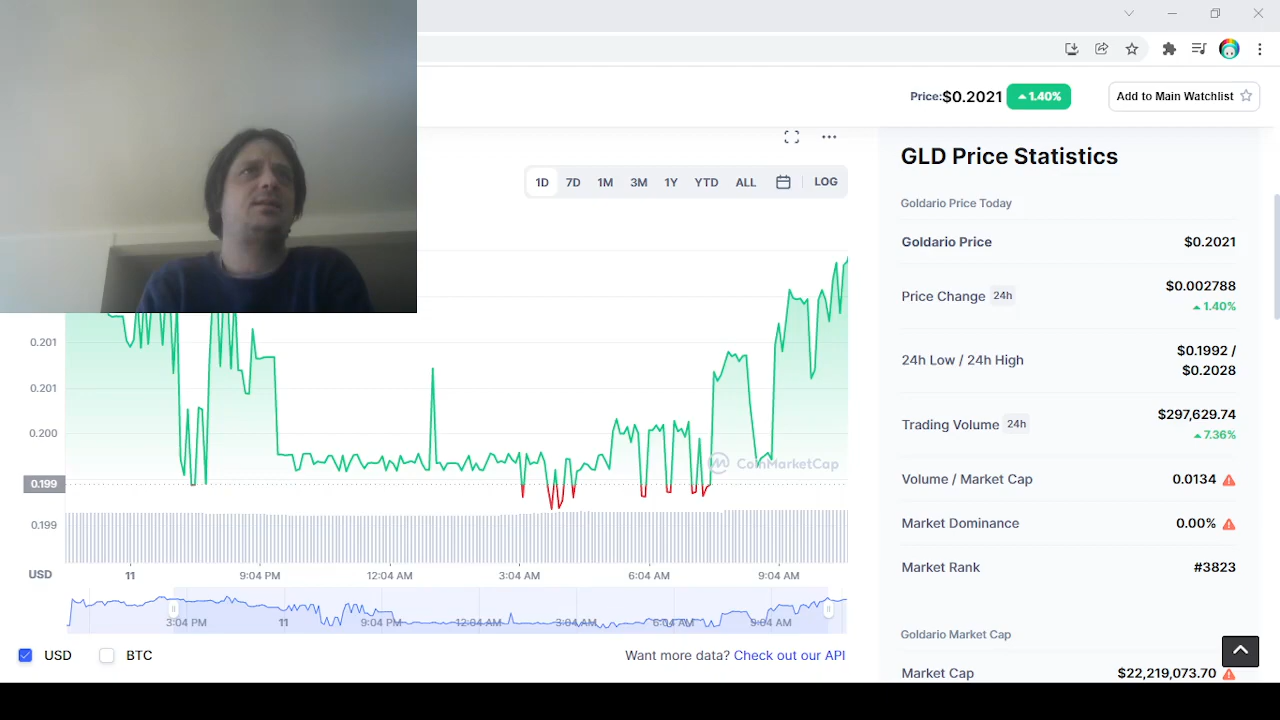 Price:$0.2021 1.40%
Add to Main Watchlist
1D 7D 1M 3M 1Y YTD ALL LOG
0.201
0.201
0.200
0.199
0.199
CoinMarketCap
USD
11 9:04 PM 12:04 AM 3:04 AM 6:04 AM 9:04 AM
3:04 PM 11 9:04 PM 12:04 AM 3:04 AM 6:04 AM 9:04 AM
USD BTC
Want more data? Check out our API
GLD Price Statistics
Goldario Price Today
Goldario Price $0.2021
Price Change 24h $0.002788
1.40%
24h Low / 24h High $0.1992 /
$0.2028
Trading Volume 24h $297,629.74
7.36%
Volume / Market Cap 0.0134
Market Dominance 0.00%
Market Rank #3823
Goldario Market Cap
Market Cap $22,219,073.70